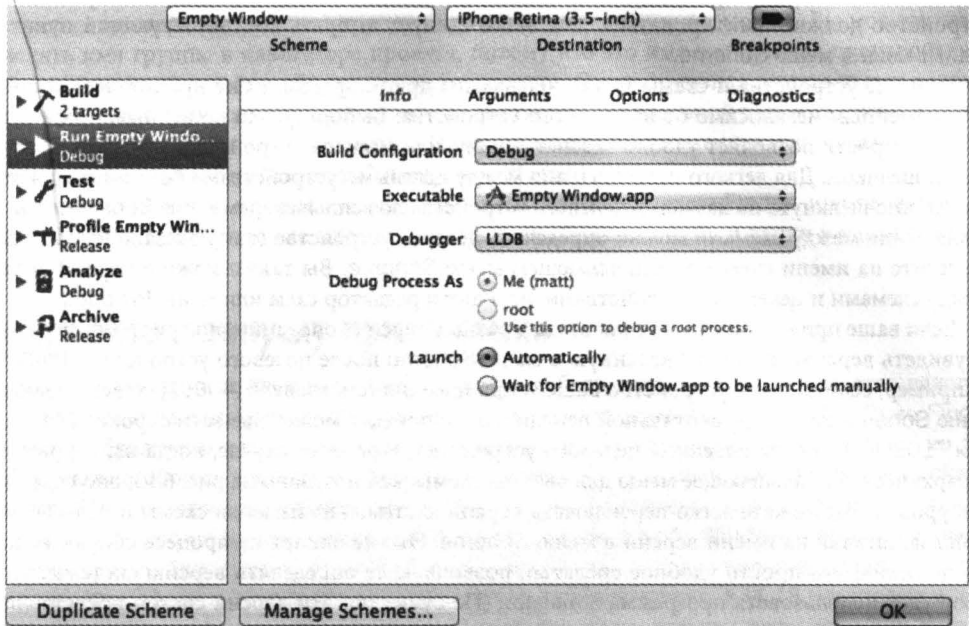 Empty Window
iPhone Retina (3.5-inch)
Scheme
Destination
Breakpoints
Build
2 targets
Run Empty Windo...
Debug
Test
Debug
Profile Empty Win...
Release
Analyze
Debug
Archive
Release
Info
Arguments
Options
Diagnostics
Build Configuration
Debug
Executable
Empty Window.app
Debugger
LLDB
Debug Process As
Me (matt)
root
Use this option to debug a root process.
Launch
Automatically
Wait for Empty Window.app to be launched manually
Duplicate Scheme
Manage Schemes...
OK